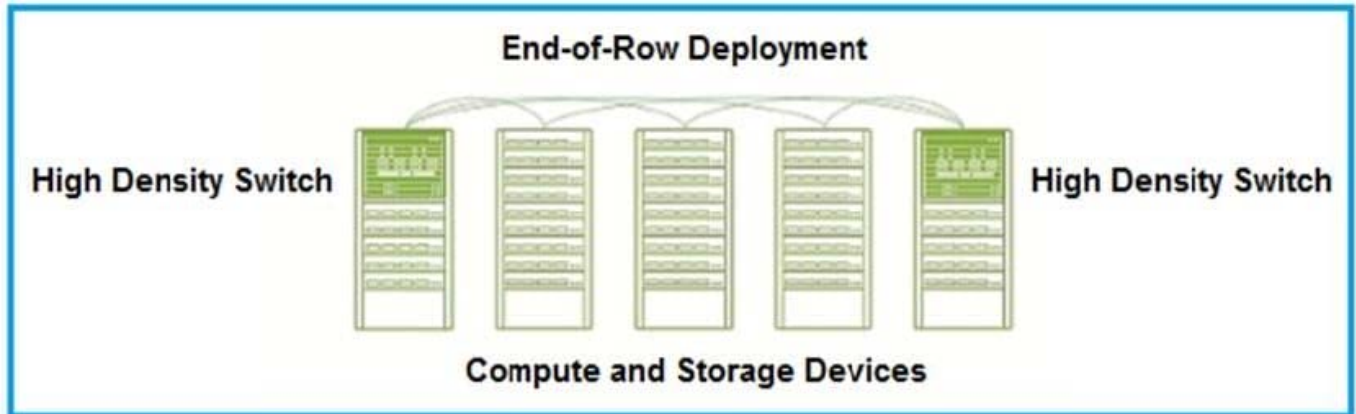 End-of-Row Deployment
High Density Switch
High Density Switch
Compute and Storage Devices